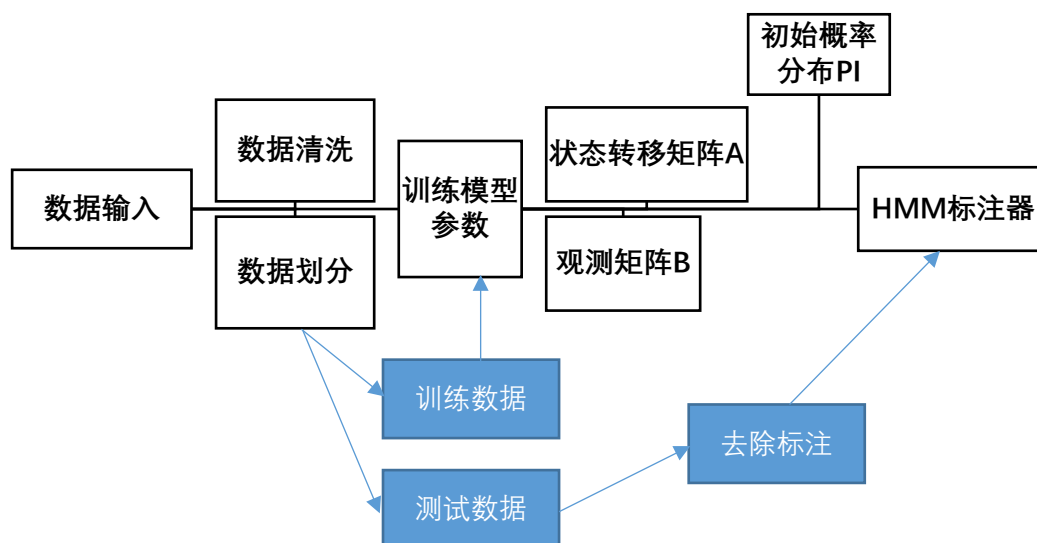 初始概率
分布PI
数据清洗
状态转移矩阵A
数据输入
训练模型
参数
HMM标注器
数据划分
观测矩阵B
训练数据
去除标注
测试数据